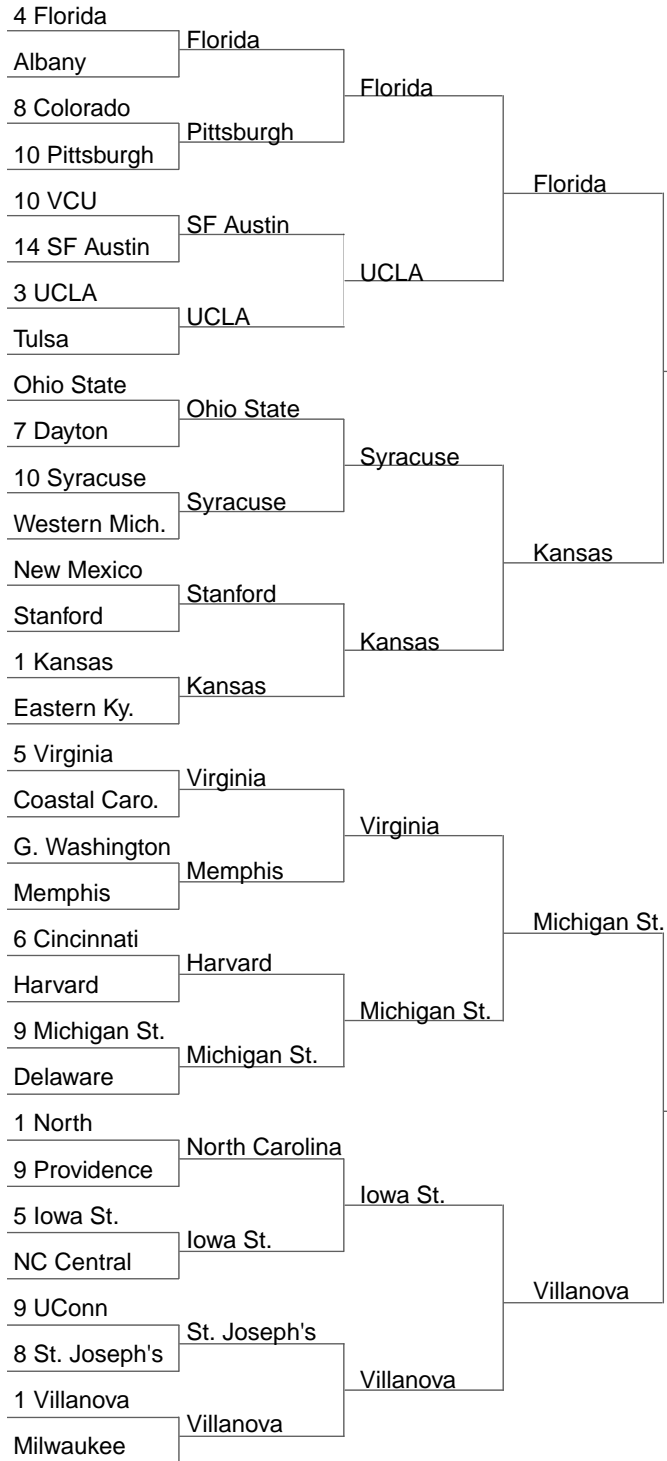 4 Florida
Albany
8 Colorado
10 Pittsburgh
10 VCU
14 SF Austin
3 UCLA
Tulsa
Ohio State
7 Dayton
10 Syracuse
Western Mich.
New Mexico
Stanford
1 Kansas
Eastern Ky.
5 Virginia
Coastal Caro.
G. Washington
Memphis
6 Cincinnati
Harvard
9 Michigan St.
Delaware
1 North
9 Providence
5 Iowa St.
NC Central
9 UConn
8 St. Joseph's
1 Villanova
Milwaukee
Florida
Pittsburgh
SF Austin
UCLA
Ohio State
Syracuse
Stanford
Kansas
Virginia
Memphis
Harvard
Michigan St.
North Carolina
Iowa St.
St. Joseph's
Villanova
Florida
UCLA
Syracuse
Kansas
Virginia
Michigan St.
Iowa St.
Villanova
Florida
Kansas
Michigan St.
Villanova